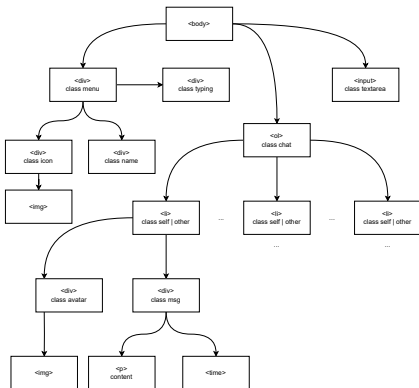 <body>
<div>
class menu
<div>
class typing
<input>
class textarea
<ol>
class chat
<div>
class icon
<div>
class name
<img>
<li>
class self | other
...
<li>
class self | other
...
<li>
class self | other
...
...
<div>
class avatar
<div>
class msg
<img>
<p>
content
<time>